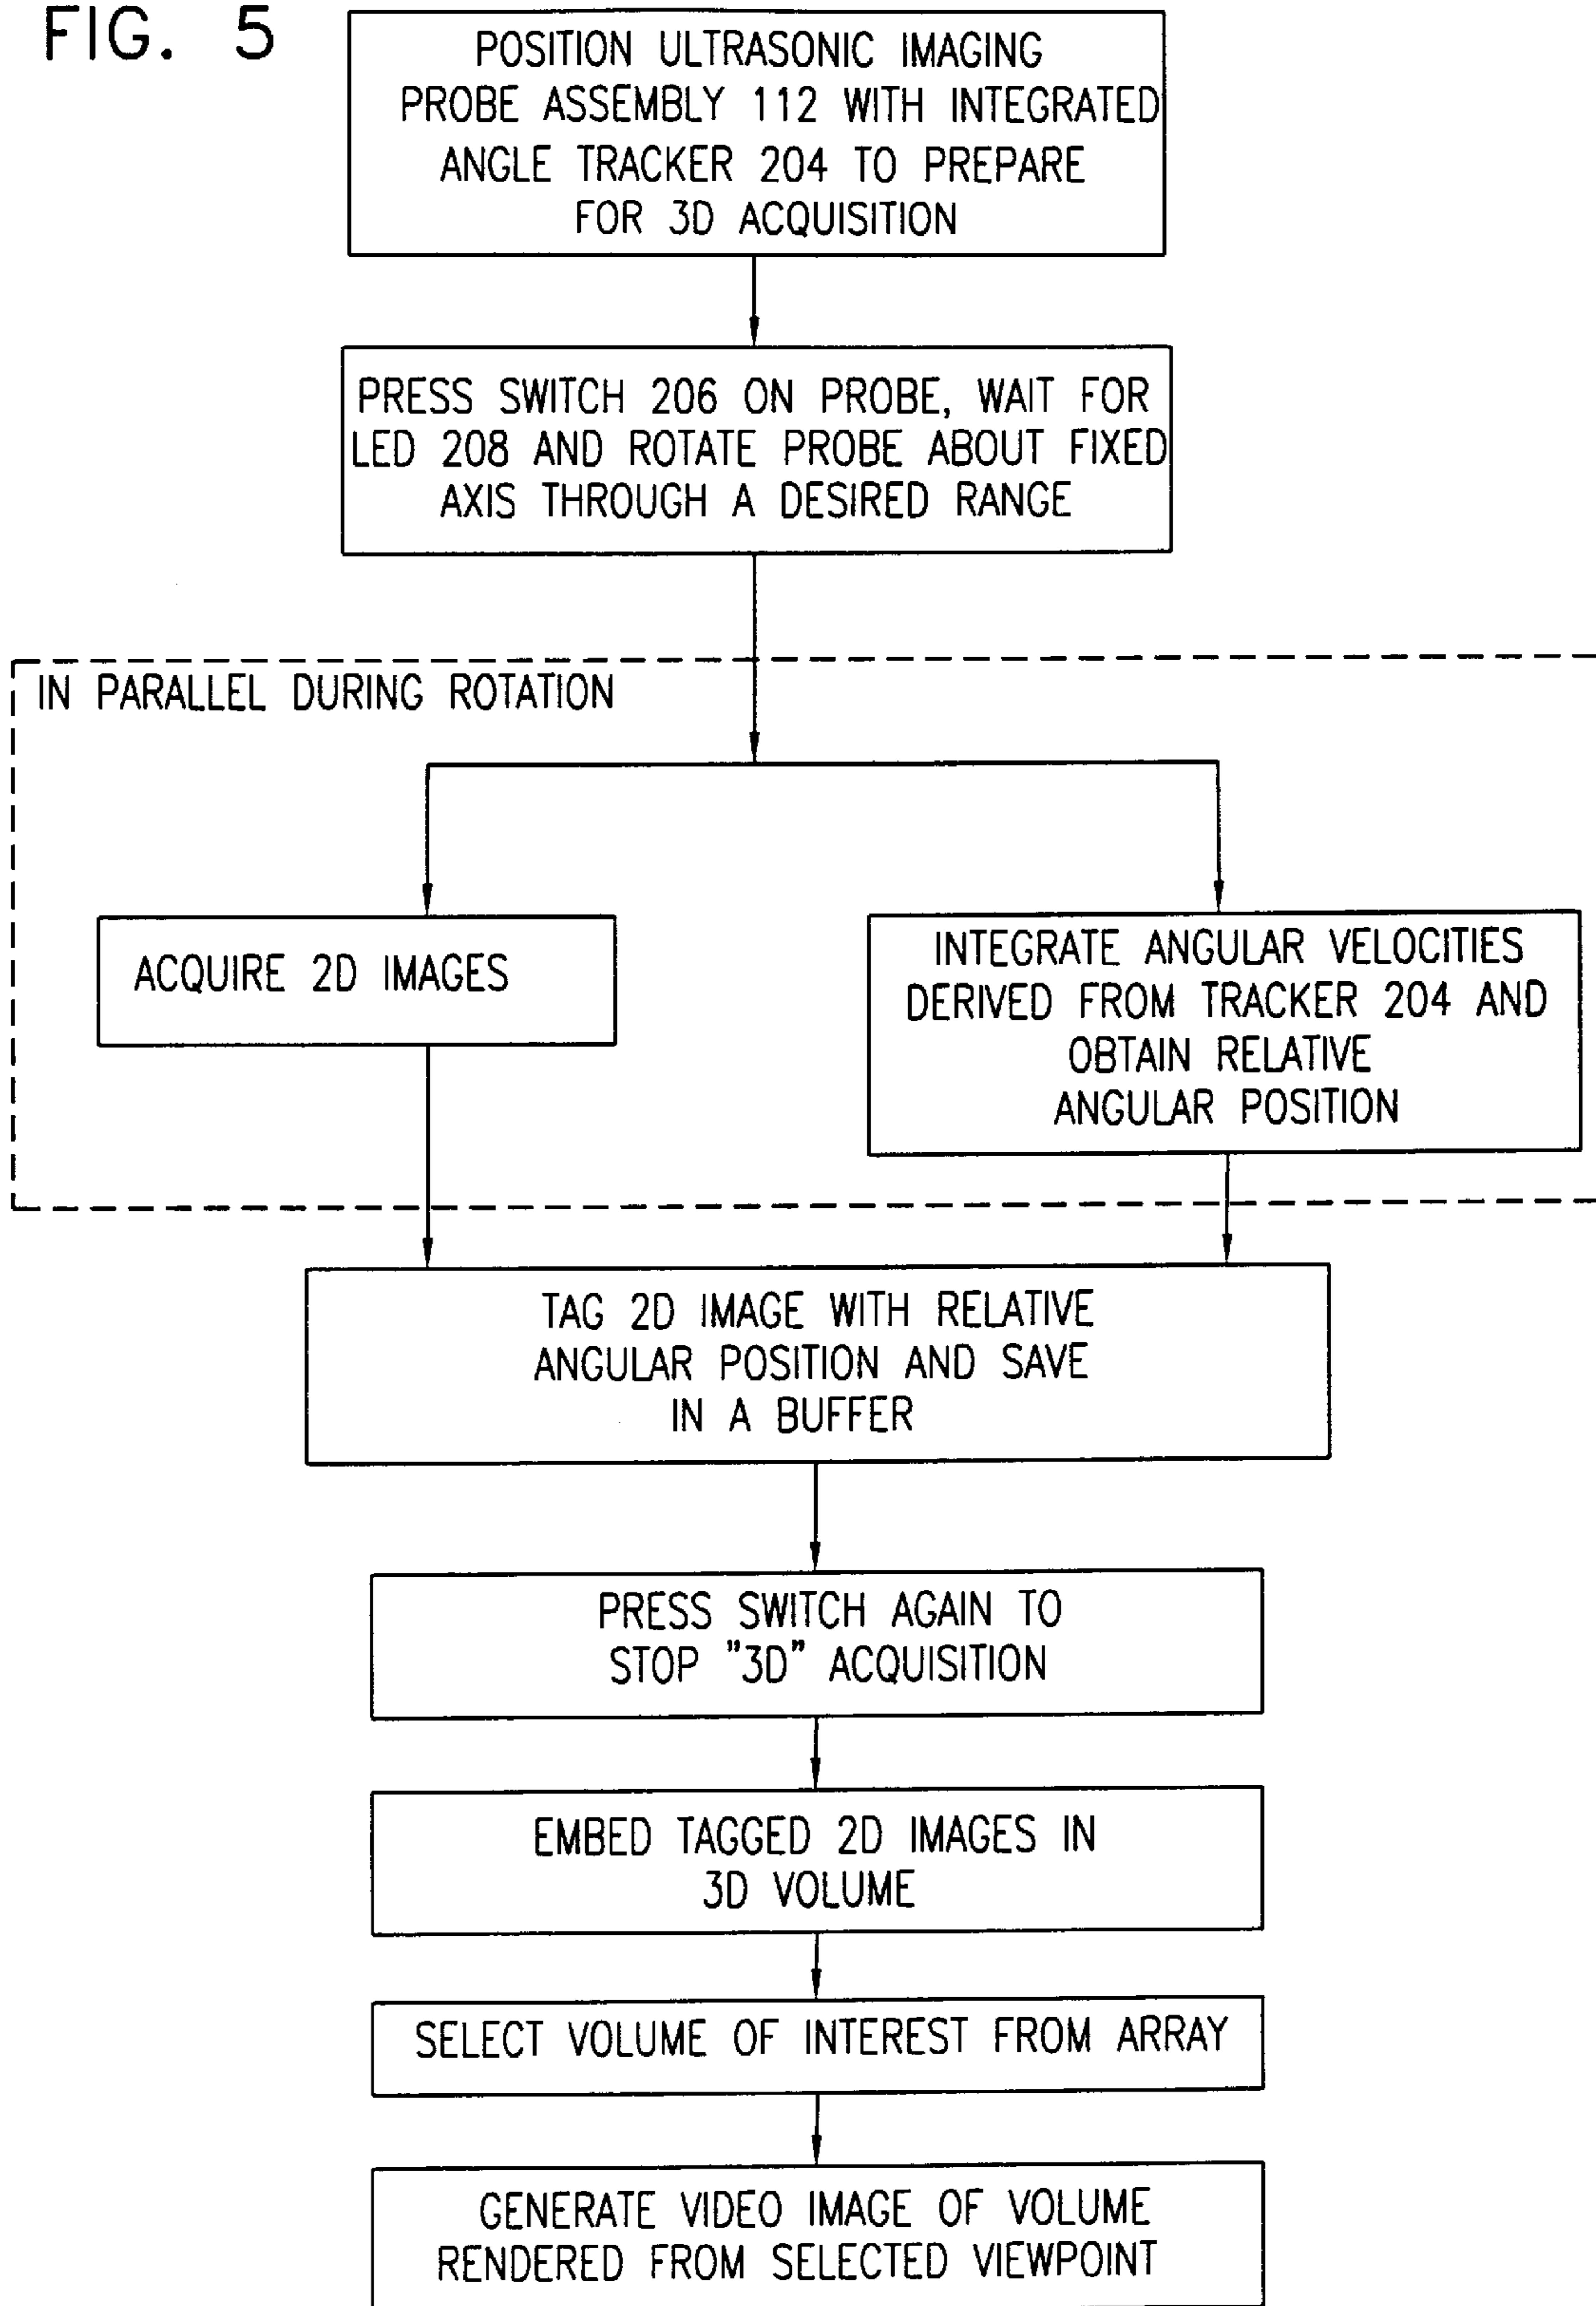 FIG. 5
POSITION ULTRASONIC IMAGING
PROBE ASSEMBLY 112 WITH INTEGRATED
ANGLE TRACKER 204 TO PREPARE
FOR 3D ACQUISITION
PRESS SWITCH 206 ON PROBE, WAIT FOR
LED 208 AND ROTATE PROBE ABOUT FIXED
AXIS THROUGH A DESIRED RANGE
IN PARALLEL DURING ROTATION
ACQUIRE 2D IMAGES
INTEGRATE ANGULAR VELOCITIES
DERIVED FROM TRACKER 204 AND
OBTAIN RELATIVE
ANGULAR POSITION
TAG 2D IMAGE WITH RELATIVE
ANGULAR POSITION AND SAVE
IN A BUFFER
PRESS SWITCH AGAIN TO
STOP "3D" ACQUISITION
EMBED TAGGED 2D IMAGES IN
3D VOLUME
SELECT VOLUME OF INTEREST FROM ARRAY
GENERATE VIDEO IMAGE OF VOLUME
RENDERED FROM SELECTED VIEWPOINT